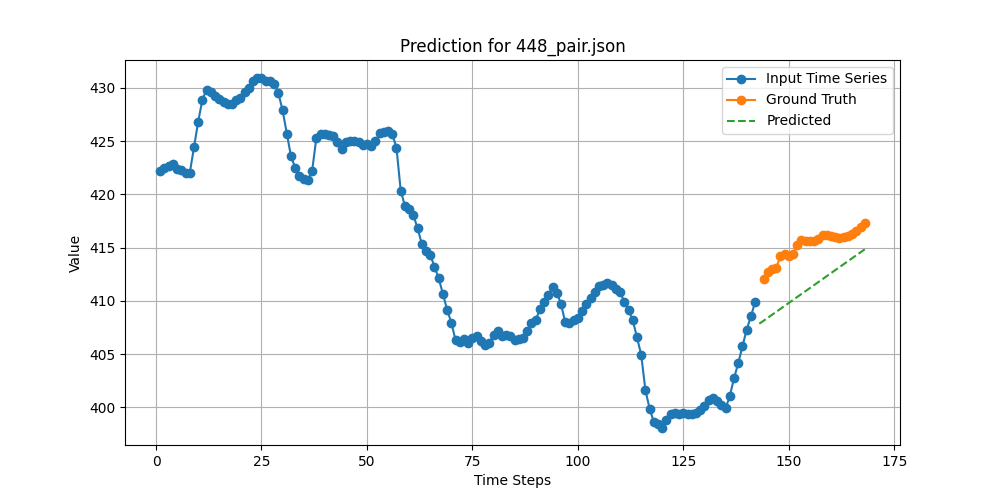 Prediction for 448_pair.json
Input Time Series
Ground Truth
Predicted
Value
430
425
420
415
410
405
400
0 25 50 75 100 125 150 175
Time Steps